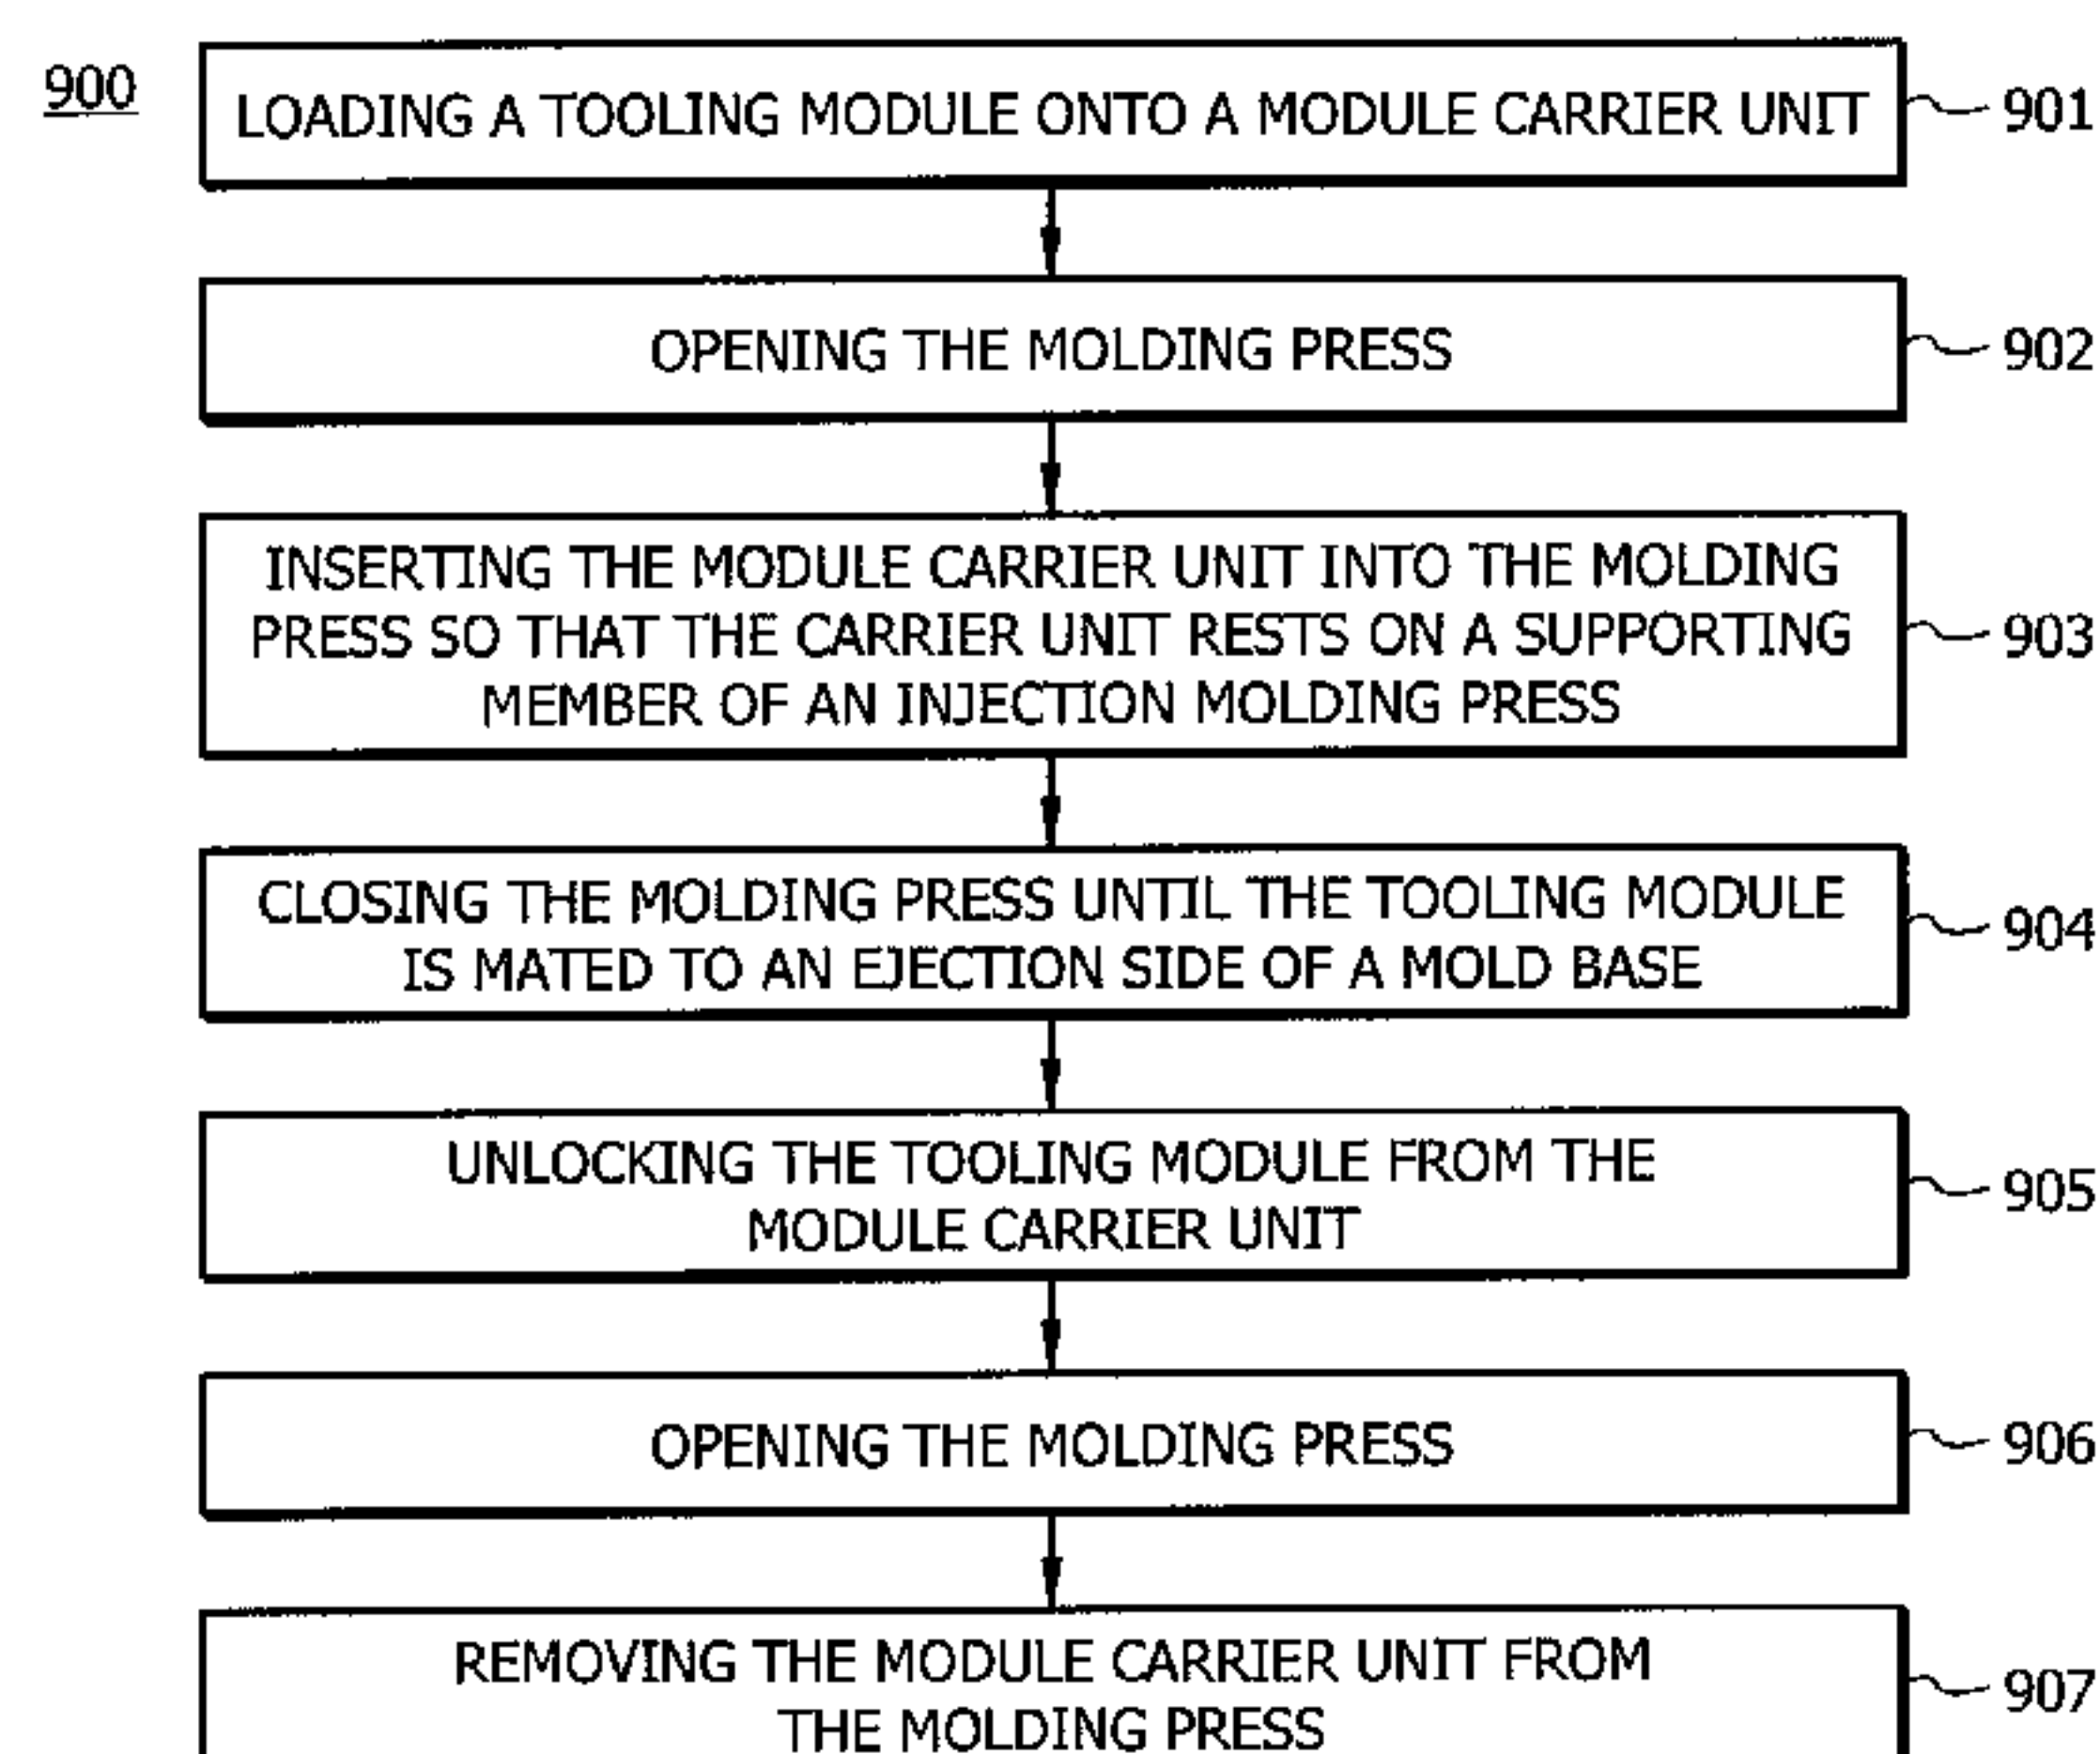 900
LOADING A TOOLING MODULE ONTO A MODULE CARRIER UNIT
901
OPENING THE MOLDING PRESS
902
INSERTING THE MODULE CARRIER UNIT INTO THE MOLDING
PRESS SO THAT THE CARRIER UNIT RESTS ON A SUPPORTING
MEMBER OF AN INJECTION MOLDING PRESS
903
CLOSING THE MOLDING PRESS UNTIL THE TOOLING MODULE
IS MATED TO AN EJECTION SIDE OF A MOLD BASE
904
UNLOCKING THE TOOLING MODULE FROM THE
MODULE CARRIER UNIT
905
OPENING THE MOLDING PRESS
906
REMOVING THE MODULE CARRIER UNIT FROM
THE MOLDING PRESS
907